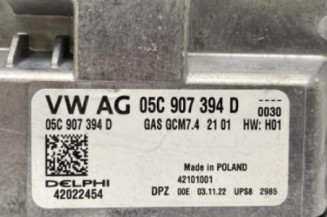 VW AG 05C 907 394 D ----
0030
05C 907 394 D GAS GCM7.4 21 01 HW: H01
Made in POLAND
42101001
DELPHI
42022454 DPZ 00E 03.11.22 UPS8 2985